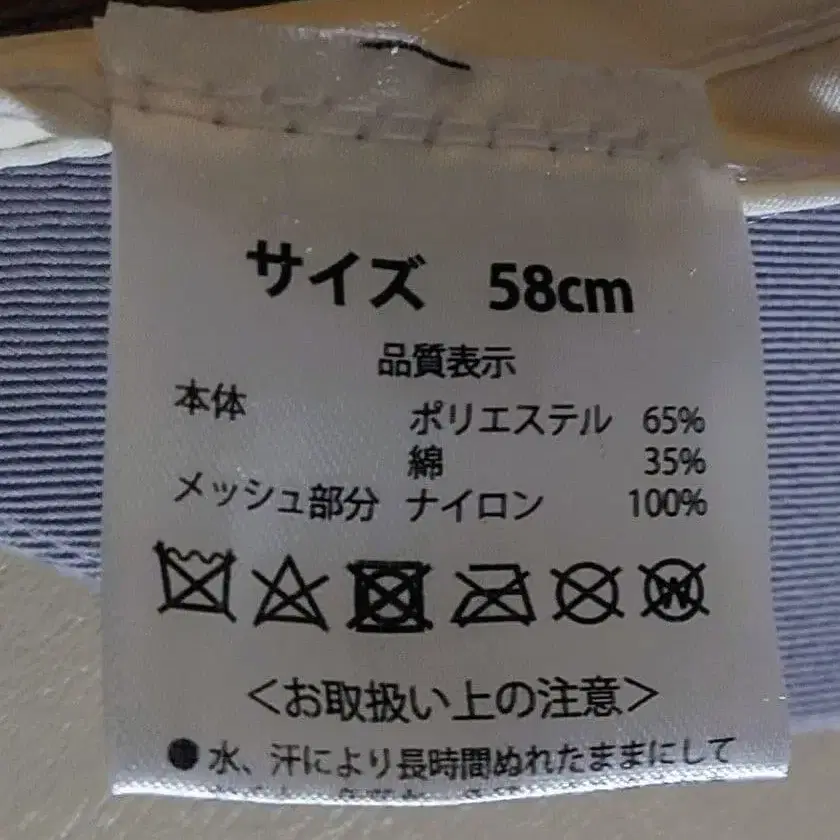 サイズ 58cm
品質表示
本体 ポリエステル 65%
綿 35%
メッシュ部分 ナイロン 100%
<お取扱い上の注意>
●水、汗により長時間ぬれたままにして